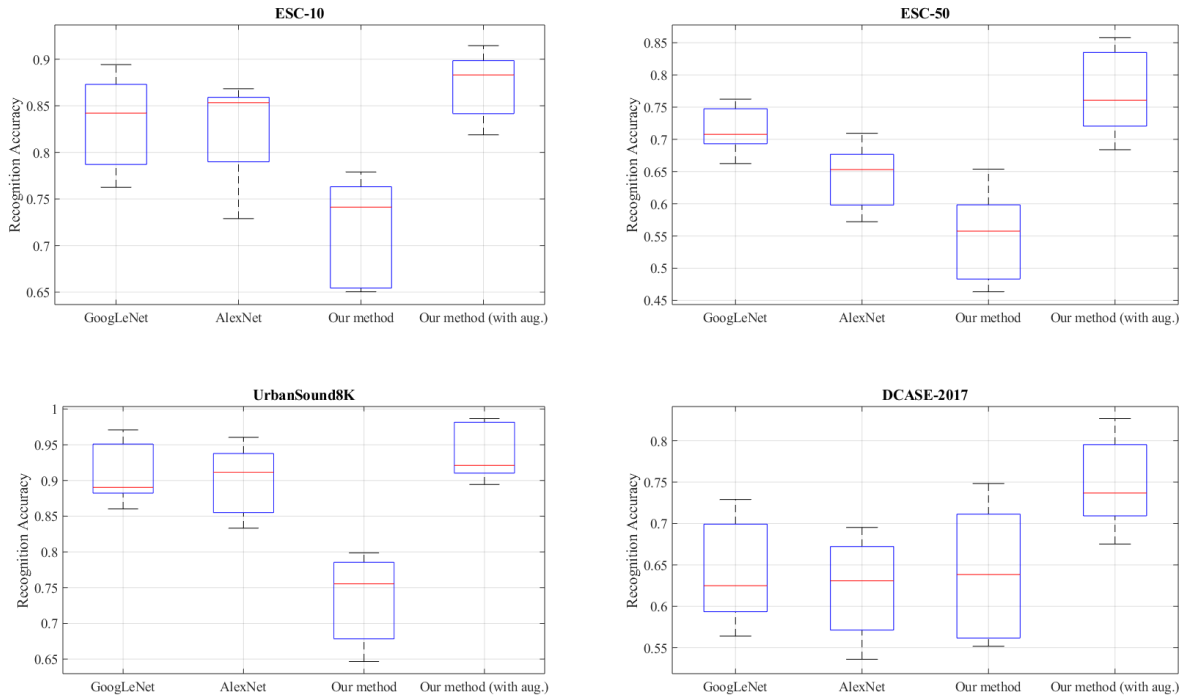 ESC-10
Recognition Accuracy
0.9
0.85
0.8
0.75
0.7
0.65
GoogLeNet AlexNet Our method Our method (with aug.)
ESC-50
Recognition Accuracy
0.85
0.8
0.75
0.7
0.65
0.6
0.55
0.5
0.45
GoogLeNet AlexNet Our method Our method (with aug.)
UrbanSound8K
Recognition Accuracy
1
0.95
0.9
0.85
0.8
0.75
0.7
0.65
GoogLeNet AlexNet Our method Our method (with aug.)
DCASE-2017
Recognition Accuracy
0.8
0.7
0.65
0.6
0.55
GoogLeNet AlexNet Our method Our method (with aug.)